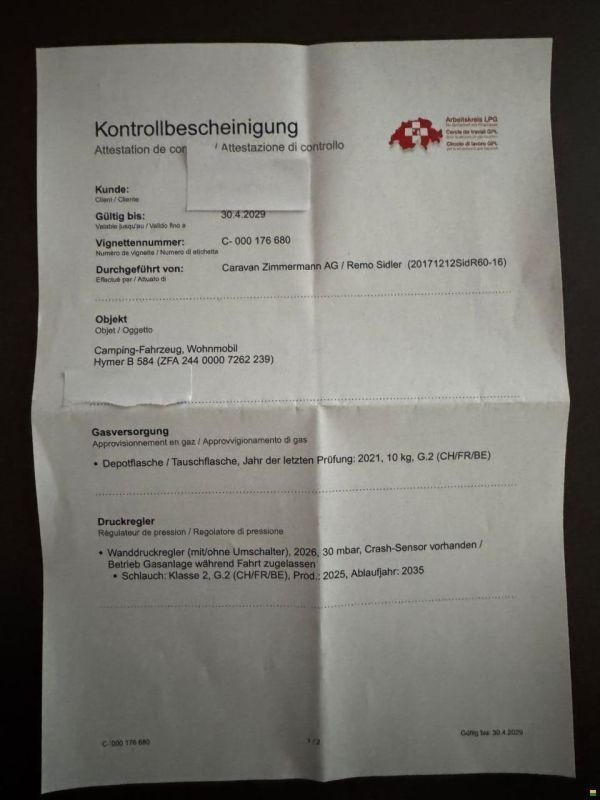 Kontrollbescheinigung
Attestation de / Attestazione di controllo
Arbeitskreis LPG
Cercle de travail GPL
Circolo di lavoro GPL
Kunde:
Client / Cliente
Gültig bis: 30.4.2029
Valable jusqu'au / Valido fino a
Vignettennummer: C- 000 176 680
Numéro de vignette / Numero di etichetta
Durchgeführt von: Caravan Zimmermann AG / Remo Sidler (20171212SidR60-16)
Effectué par / Attuato di
Objekt
Objet / Oggetto
Camping-Fahrzeug, Wohnmobil
Hymer B 584 (ZFA 244 0000 7262 239)
Gasversorgung
Approvisionnement en gaz / Approvvigionamento di gas
• Depotflasche / Tauschflasche, Jahr der letzten Prüfung: 2021, 10 kg, G.2 (CH/FR/BE)
Druckregler
Régulateur de pression / Regolatore di pressione
• Wanddruckregler (mit/ohne Umschalter), 2026, 30 mbar, Crash-Sensor vorhanden /
Betrieb Gasanlage während Fahrt zugelassen
• Schlauch: Klasse 2, G.2 (CH/FR/BE), Prod.: 2025, Ablaufjahr: 2035
C- 000 176 680
1 / 2
Gültig bis: 30.4.2029